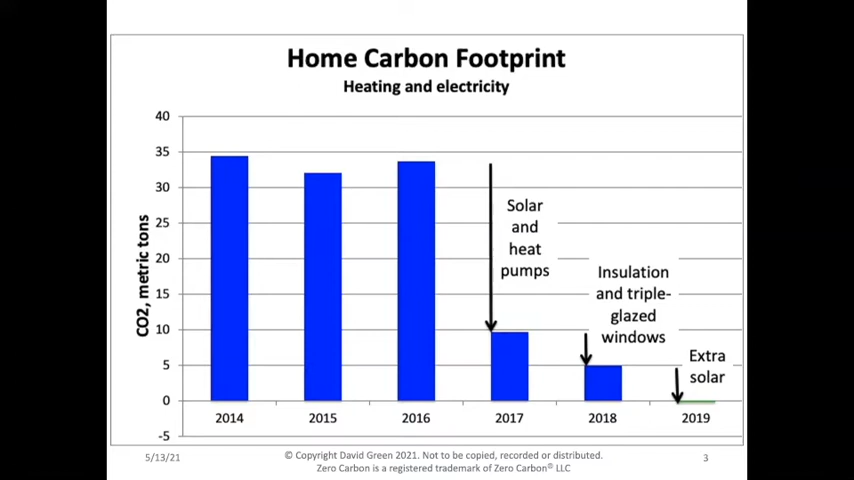 Home Carbon Footprint
Heating and electricity
CO2, metric tons
40
35
30
25
20
15
10
5
0
-5
Solar
and
heat
pumps
Insulation
and triple-
glazed
windows
Extra
solar
2014
2015
2016
2017
2018
2019
5/13/21
© Copyright David Green 2021. Not to be copied, recorded or distributed.
Zero Carbon is a registered trademark of Zero Carbon® LLC
3